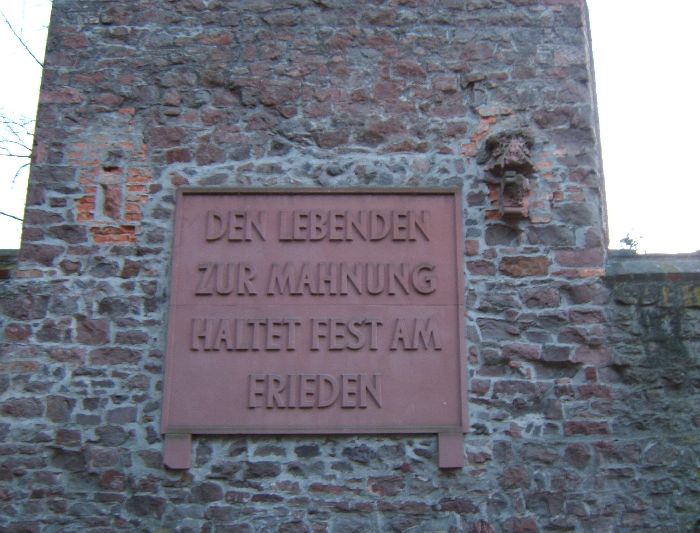 DEN LEBENDEN
ZUR MAHNUNG
HALTET FEST AM
FRIEDEN